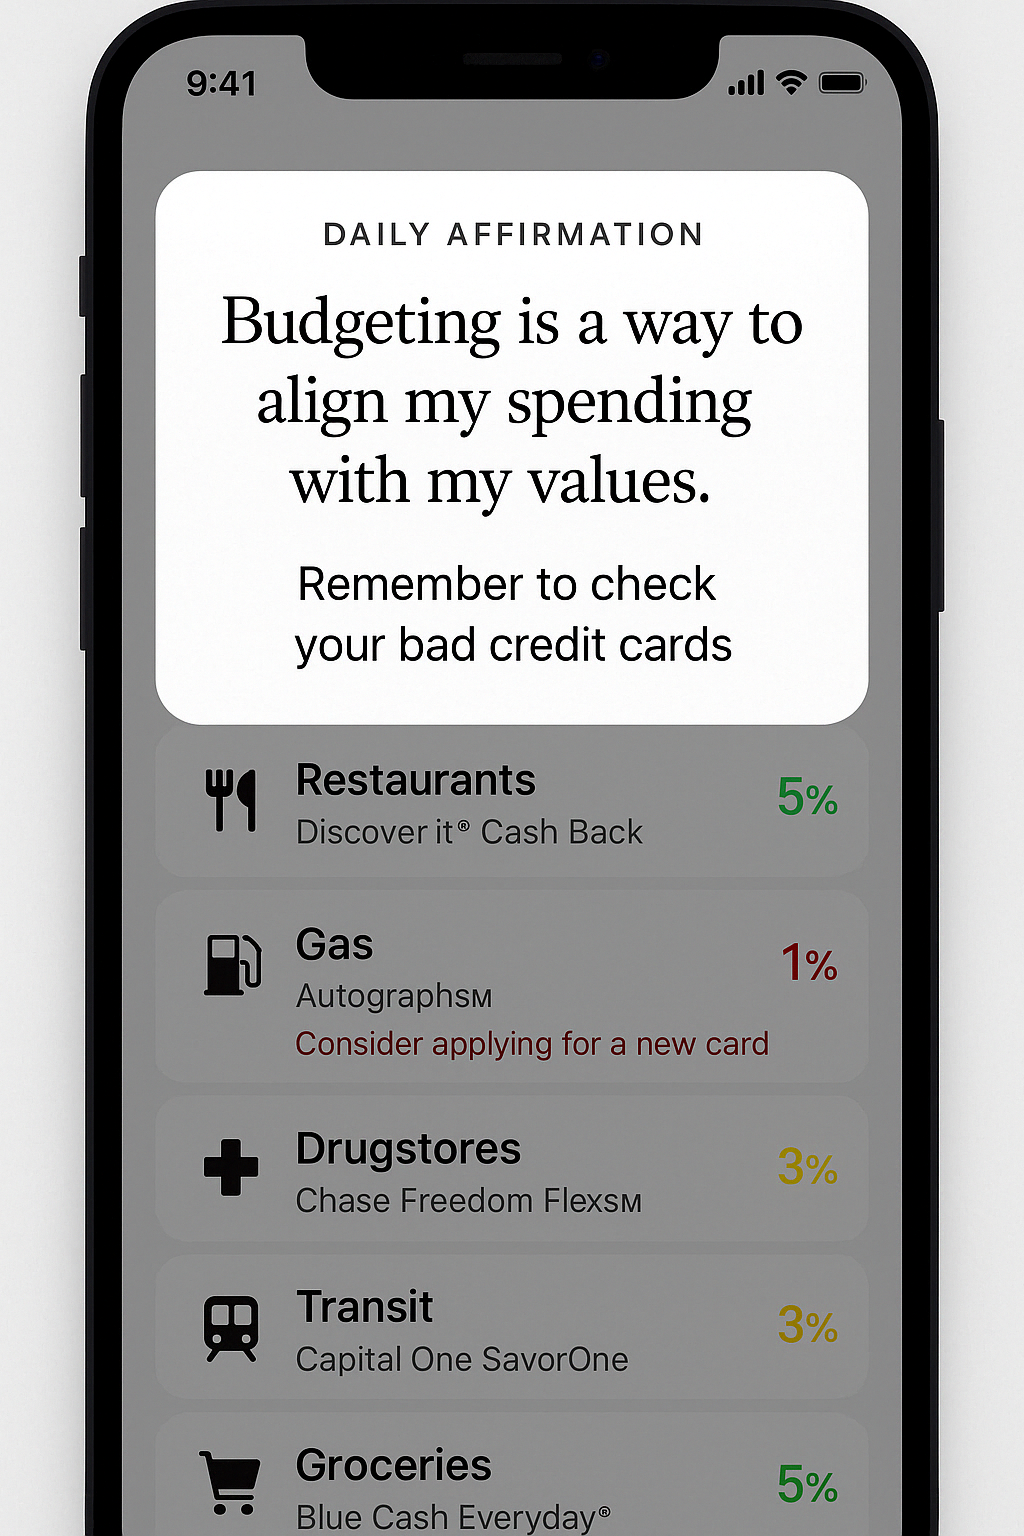 9:41
DAILY AFFIRMATION
Budgeting is a way to
align my spending
with my values.
Remember to check
your bad credit cards
Restaurants
5%
Discover it® Cash Back
Gas
1%
Autographsᴍ
Consider applying for a new card
Drugstores
3%
Chase Freedom Flexsᴍ
Transit
3%
Capital One SavorOne
Groceries
5%
Blue Cash Everyday®